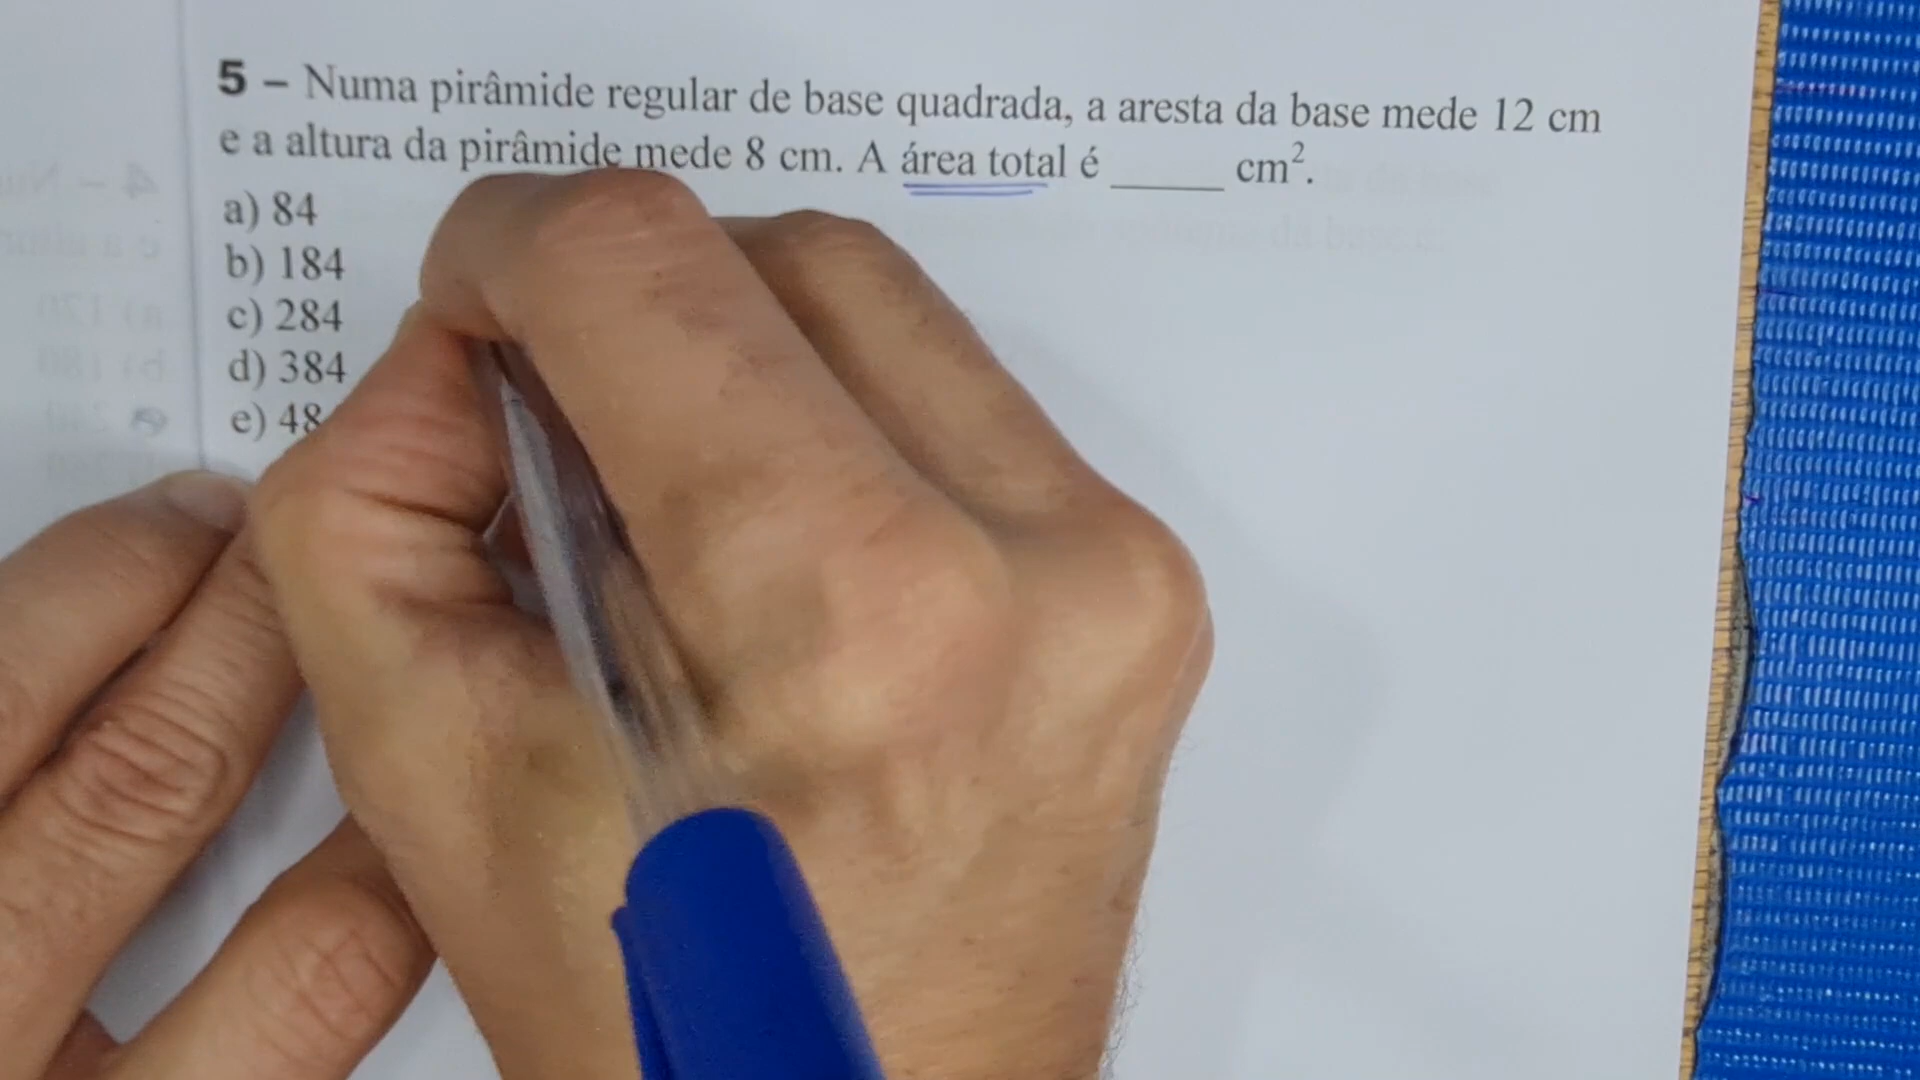 5 – Numa pirâmide regular de base quadrada, a aresta da base mede 12 cm
e a altura da pirâmide mede 8 cm. A área total é ______ cm².
a) 84
b) 184
c) 284
d) 384
e) 48